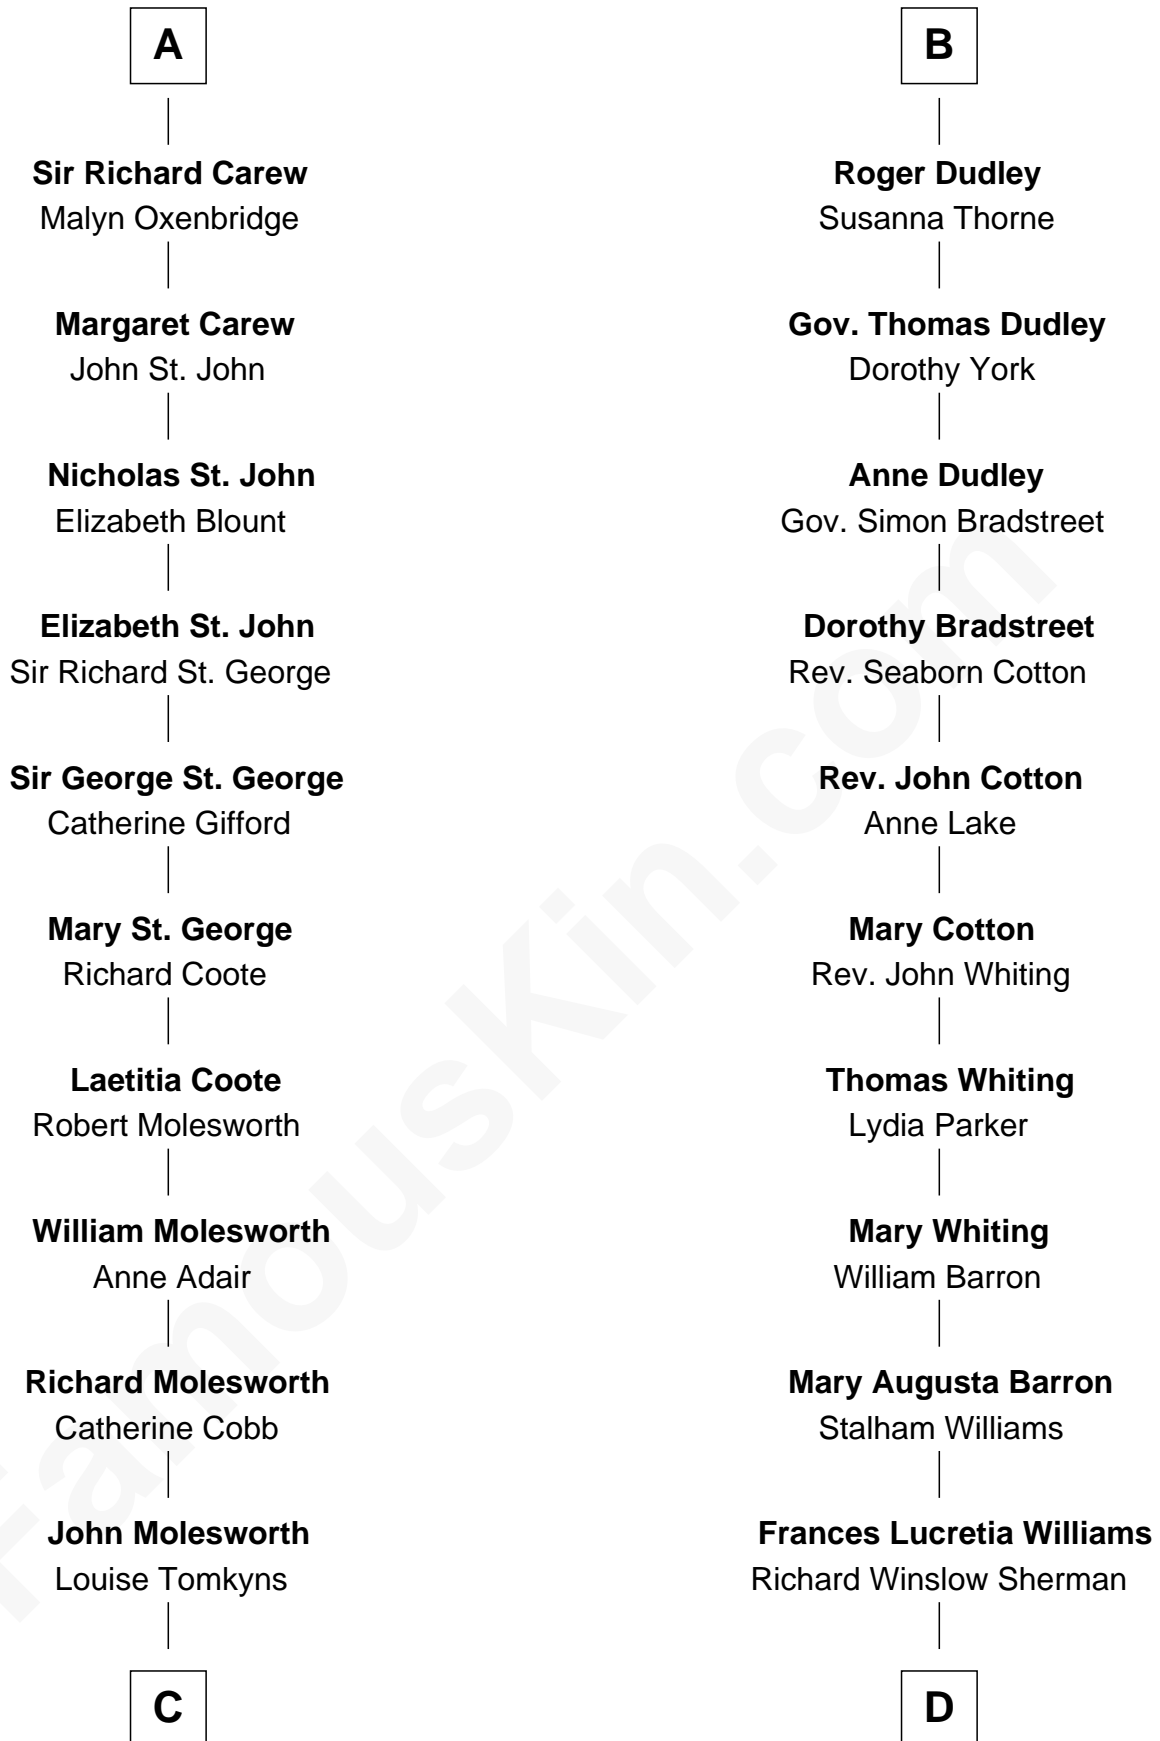 A
Sir Richard Carew
Malyn Oxenbridge
Margaret Carew
John St. John
Nicholas St. John
Elizabeth Blount
Elizabeth St. John
Sir Richard St. George
Sir George St. George
Catherine Gifford
Mary St. George
Richard Coote
Laetitia Coote
Robert Molesworth
William Molesworth
Anne Adair
Richard Molesworth
Catherine Cobb
John Molesworth
Louise Tomkyns
C
B
Roger Dudley
Susanna Thorne
Gov. Thomas Dudley
Dorothy York
Anne Dudley
Gov. Simon Bradstreet
Dorothy Bradstreet
Rev. Seaborn Cotton
Rev. John Cotton
Anne Lake
Mary Cotton
Rev. John Whiting
Thomas Whiting
Lydia Parker
Mary Whiting
William Barron
Mary Augusta Barron
Stalham Williams
Frances Lucretia Williams
Richard Winslow Sherman
D
FamousKin.com